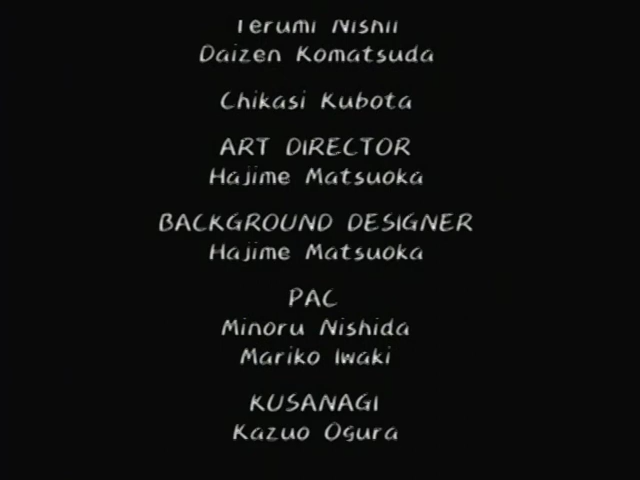 Terumi Nishii
Daizen Komatsuda
Chikasi Kubota
ART DIRECTOR
Hajime Matsuoka
BACKGROUND DESIGNER
Hajime Matsuoka
PAC
Minoru Nishida
Mariko Iwaki
KUSANAGI
Kazuo Ogura